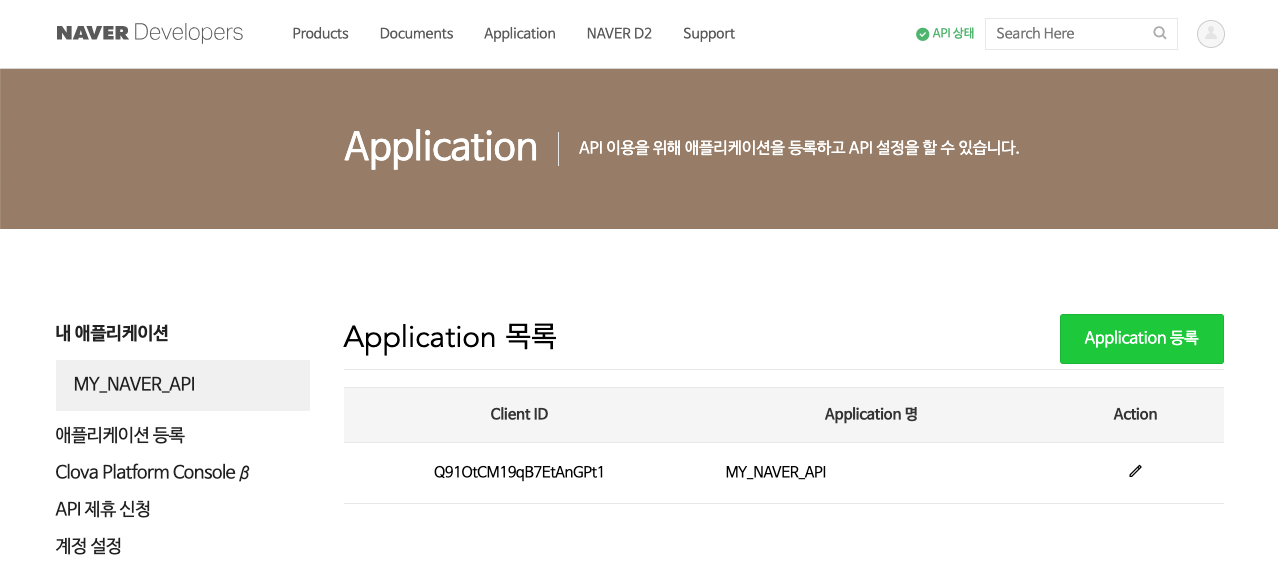 NAVER Developers Products Documents Application NAVER D2 Support API 상태 Search Here
Application API 이용을 위해 애플리케이션을 등록하고 API 설정을 할 수 있습니다.
내 애플리케이션
MY_NAVER_API
애플리케이션 등록
Clova Platform Console β
API 제휴 신청
계정 설정
Application 목록
Application 등록
Client ID Application 명 Action
Q91OtCM19qB7EtAnGPt1 MY_NAVER_API